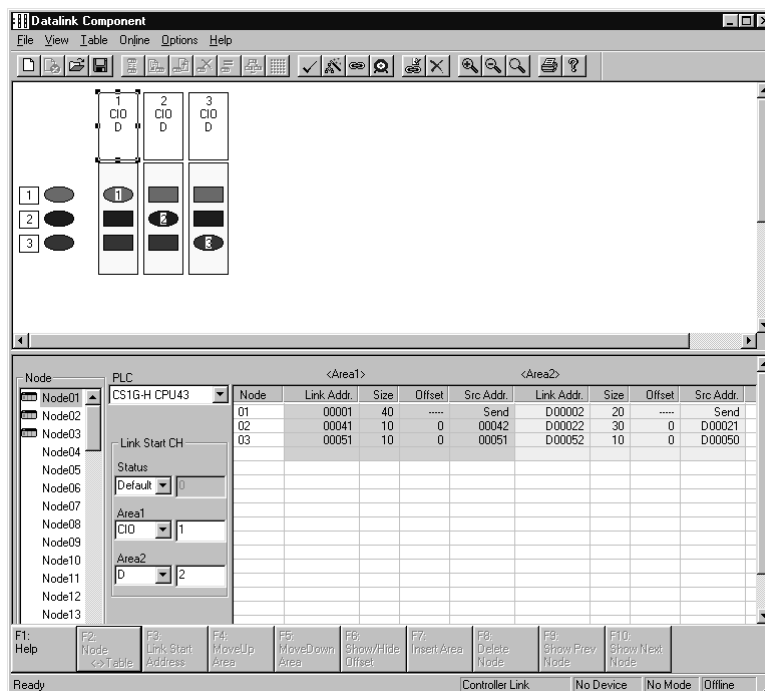 Datalink Component
File View Table Online Options Help
1 2 3
CIO CIO CIO
D D D
1 1
2 2
3 3
<Area1> <Area2>
Node PLC
CS1G-H CPU43
Node Link Addr. Size Offset Src Addr. Link Addr. Size Offset Src Addr.
01 00001 40 ----- Send D00002 20 ----- Send
02 00041 10 0 00042 D00022 30 0 D00021
03 00051 10 0 00051 D00052 10 0 D00050
Node01
Node02
Node03
Node04
Node05
Node06
Node07
Node08
Node09
Node10
Node11
Node12
Node13
Link Start CH
Status
Default 0
Area1
CIO 1
Area2
D 2
F1: Help
F2: Node <->Table
F3: Link Start Address
F4: MoveUp Area
F5: MoveDown Area
F6: Show/Hide Offset
F7: Insert Area
F8: Delete Node
F9: Show Prev Node
F10: Show Next Node
Ready Controller Link No Device No Mode Offline